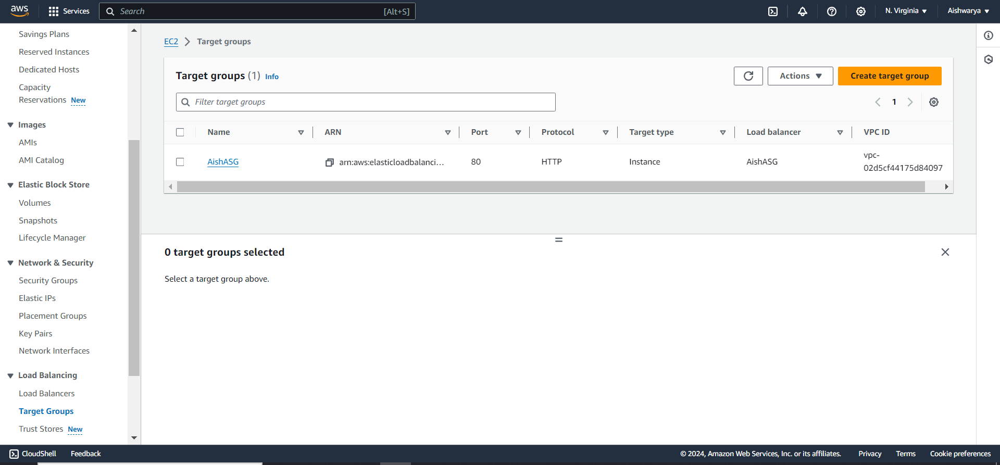 aws
Services
Search
[Alt+S]
N. Virginia
Aishwarya
Savings Plans
Reserved Instances
Dedicated Hosts
Capacity
Reservations New
Images
AMIs
AMI Catalog
Elastic Block Store
Volumes
Snapshots
Lifecycle Manager
Network & Security
Security Groups
Elastic IPs
Placement Groups
Key Pairs
Network Interfaces
Load Balancing
Load Balancers
Target Groups
Trust Stores New
EC2 > Target groups
Target groups (1) Info
Actions
Create target group
Filter target groups
1
Name ARN Port Protocol Target type Load balancer VPC ID
AishASG arn:aws:elasticloadbalanci... 80 HTTP Instance AishASG vpc-
02d5cf44175d84097
0 target groups selected
Select a target group above.
CloudShell
Feedback
© 2024, Amazon Web Services, Inc. or its affiliates.
Privacy
Terms
Cookie preferences